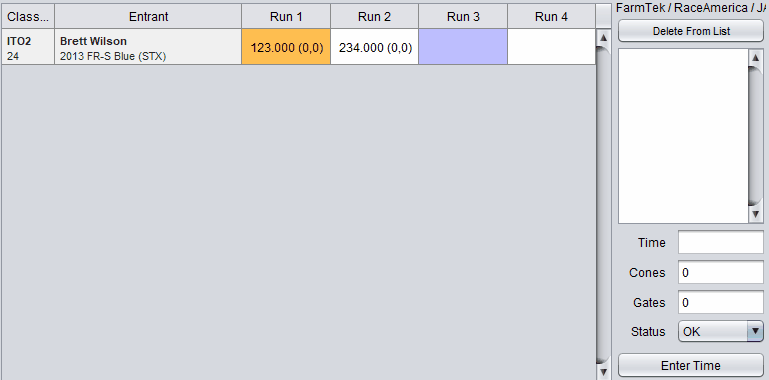 Class... Entrant Run 1 Run 2 Run 3 Run 4
ITO2 Brett Wilson 123.000 (0,0) 234.000 (0,0)
24 2013 FR-S Blue (STX)
FarmTek / RaceAmerica / JA
Delete From List
Time
Cones 0
Gates 0
Status OK
Enter Time